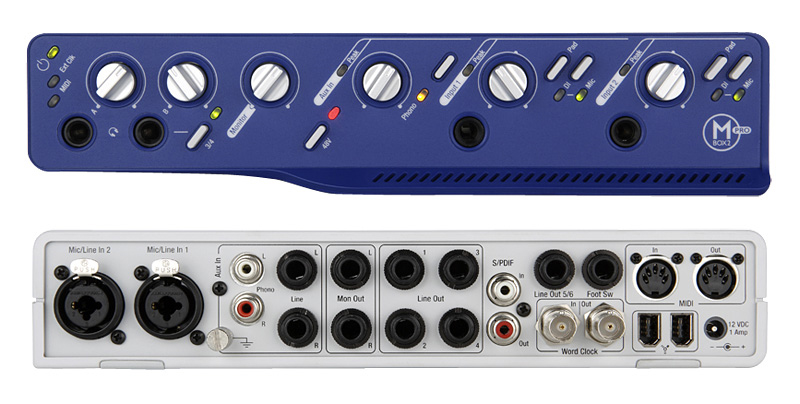 Ext Clk
MIDI
A
B
3/4
Monitor
48V
Aux In
Peak
Phono
Input 1
Peak
Pad
DI
Mic
Input 2
Peak
Pad
DI
Mic
M
BOX2
PRO
Mic/Line In 2
Mic/Line In 1
PUSH
PUSH
Aux In
L
Phono
R
L
Line
R
L
Mon Out
R
1
3
Line Out
2
4
S/PDIF
In
Out
Line Out 5/6
Foot Sw
In
Out
Word Clock
In
Out
MIDI
12 VDC
1 Amp
- +